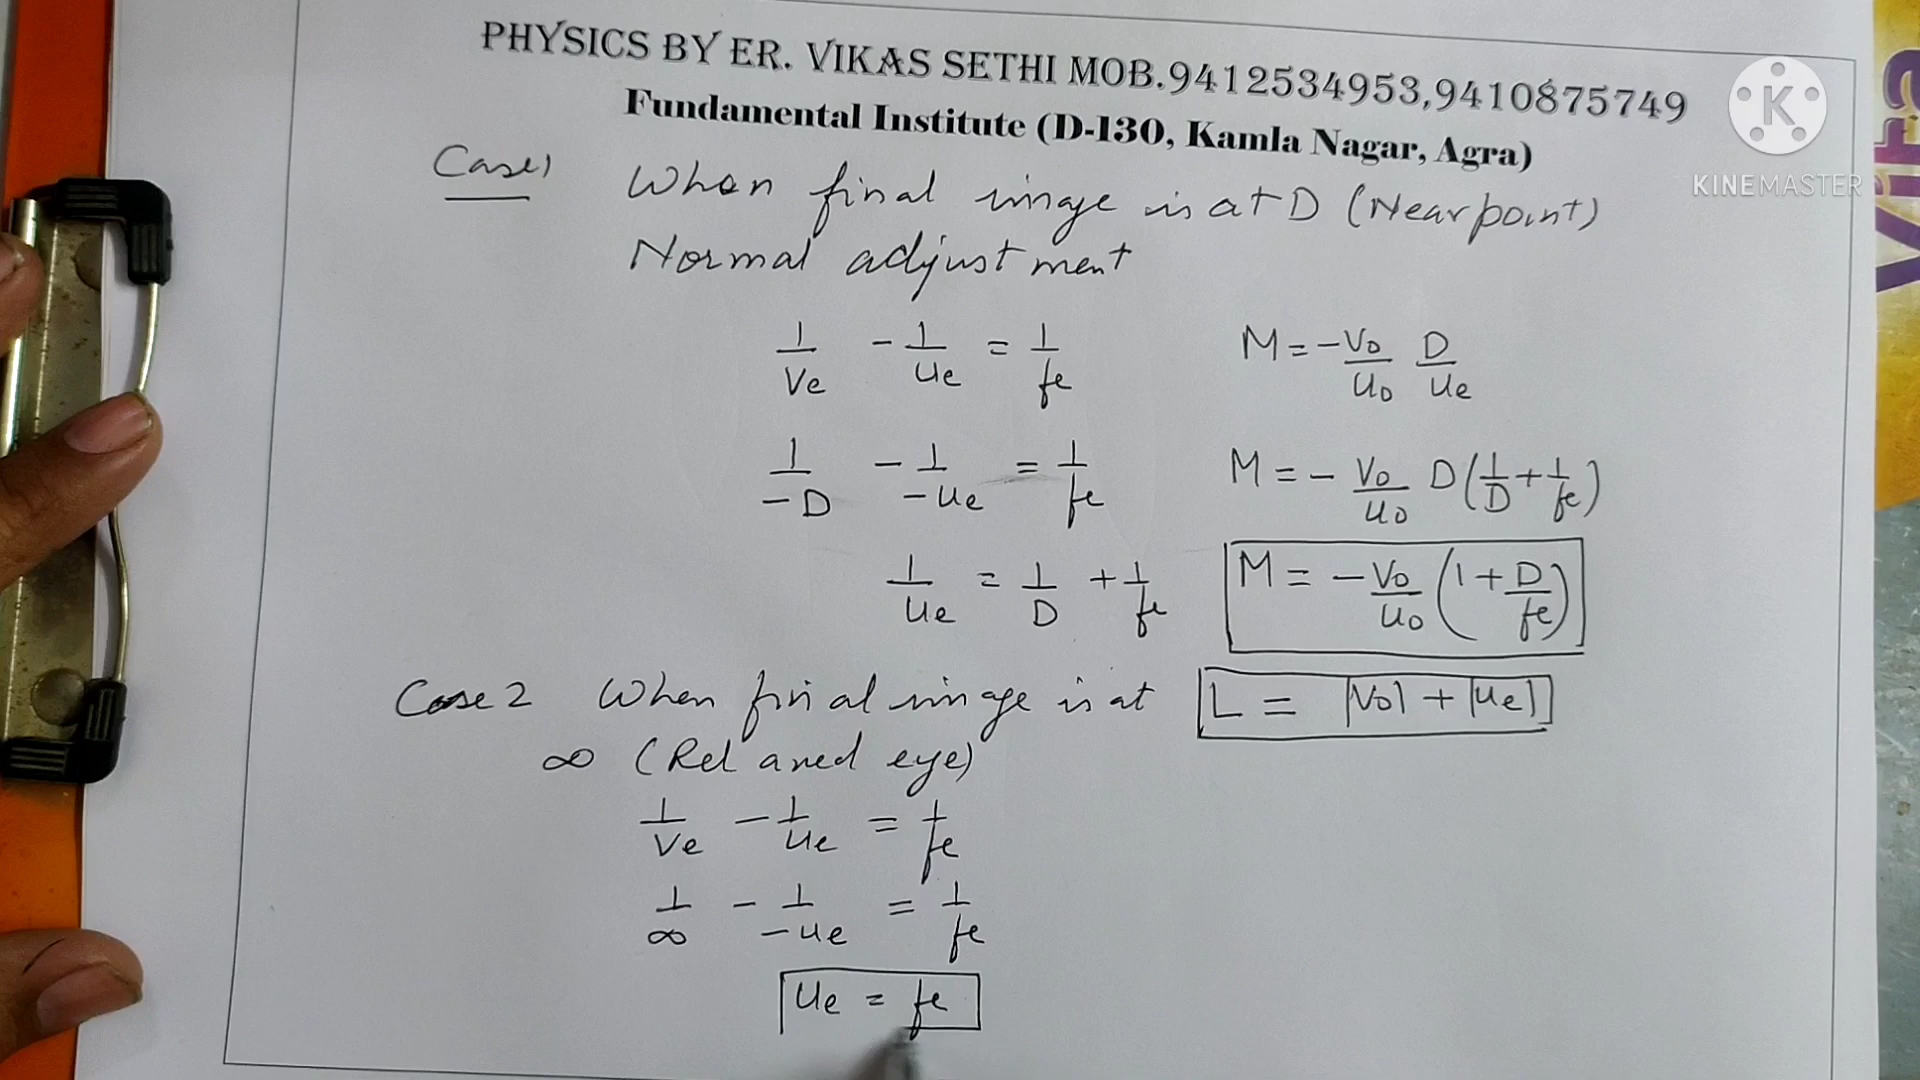 PHYSICS BY ER. VIKAS SETHI MOB.9412534953,9410875749
Fundamental Institute (D-130, Kamla Nagar, Agra)
K
KINEMASTER
Vita
Case1 When final image is at D (Near point)
Normal adjustment
1/Ve - 1/ue = 1/fe M = -Vo/uo D/ue
1/-D - 1/-ue = 1/fe M = - Vo/uo D(1/D + 1/fe)
1/ue = 1/D + 1/fe M = -Vo/uo (1 + D/fe)
Case 2 When final image is at L = |Vo| + |ue|
∞ (Relaxed eye)
1/Ve - 1/ue = 1/fe
1/∞ - 1/-ue = 1/fe
ue = fe